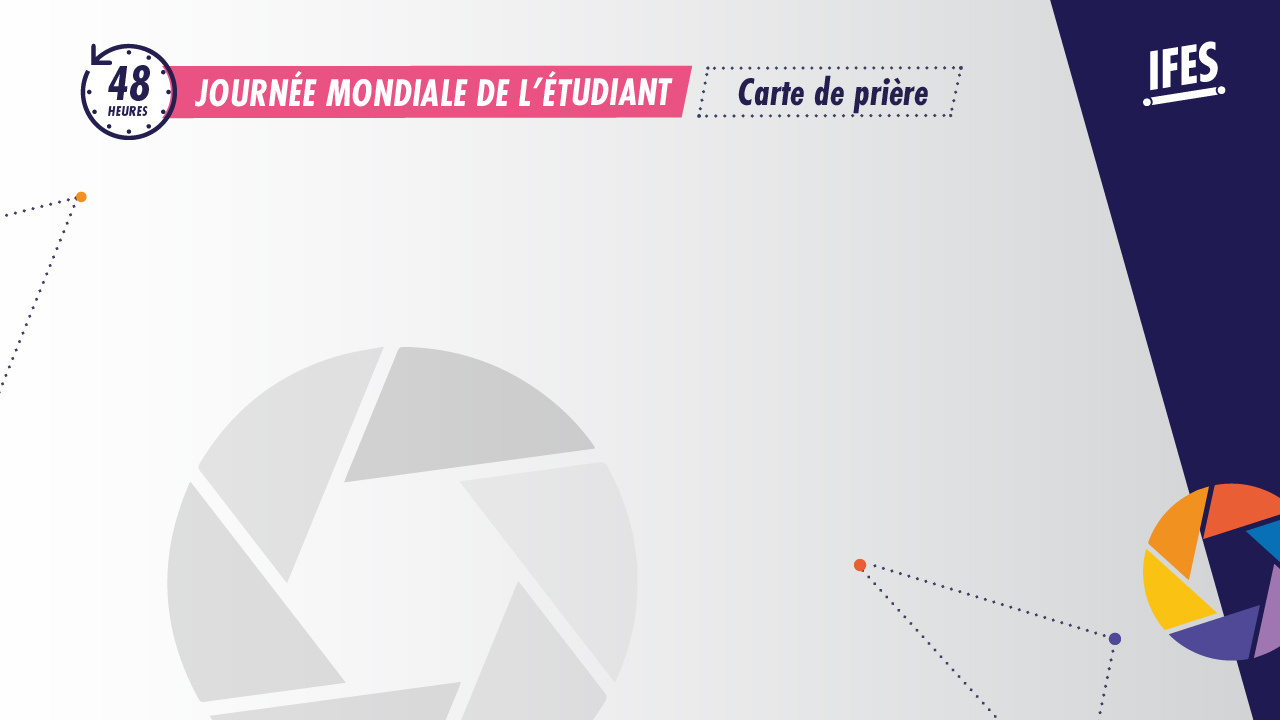 48
HEURES
JOURNÉE MONDIALE DE L'ÉTUDIANT
Carte de prière
IFES